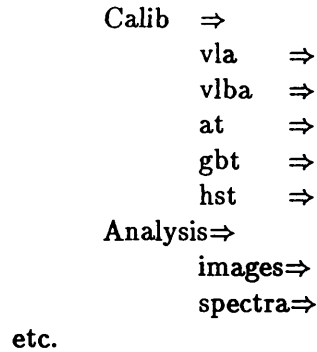 Calib ⇒
vla ⇒
vlba ⇒
at ⇒
gbt ⇒
hst ⇒
Analysis⇒
images⇒
spectra⇒
etc.